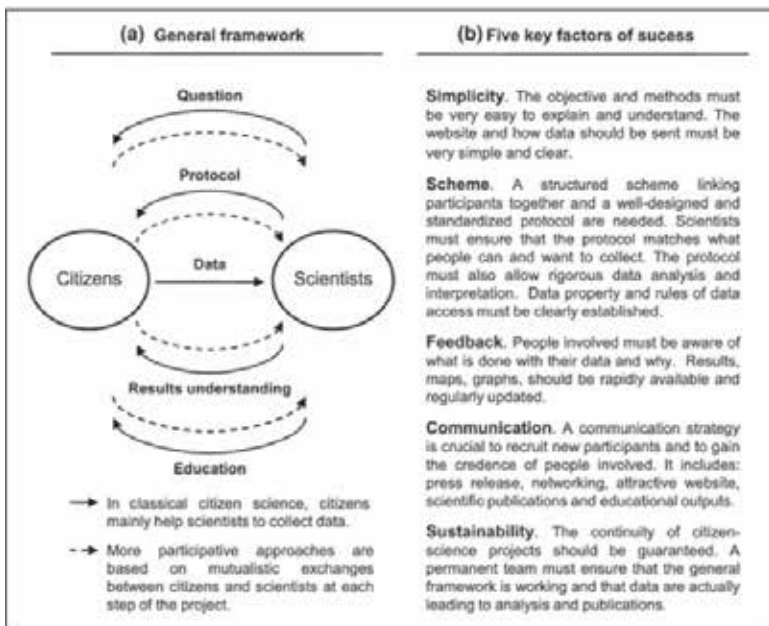 (a) General framework
Question
Protocol
Citizens
Data
Scientists
Results understanding
Education
In classical citizen science, citizens
mainly help scientists to collect data.
More participative approaches are
based on mutualistic exchanges
between citizens and scientists at each
step of the project.
(b) Five key factors of sucess
Simplicity. The objective and methods must
be very easy to explain and understand. The
website and how data should be sent must be
very simple and clear.
Scheme. A structured scheme linking
participants together and a well-designed and
standardized protocol are needed. Scientists
must ensure that the protocol matches what
people can and want to collect. The protocol
must also allow rigorous data analysis and
interpretation. Data property and rules of data
access must be clearly established.
Feedback. People involved must be aware of
what is done with their data and why. Results,
maps, graphs, should be rapidly available and
regularly updated.
Communication. A communication strategy
is crucial to recruit new participants and to gain
the credence of people involved. It includes:
press release, networking, attractive website,
scientific publications and educational outputs.
Sustainability. The continuity of citizen-
science projects should be guaranteed. A
permanent team must ensure that the general
framework is working and that data are actually
leading to analysis and publications.